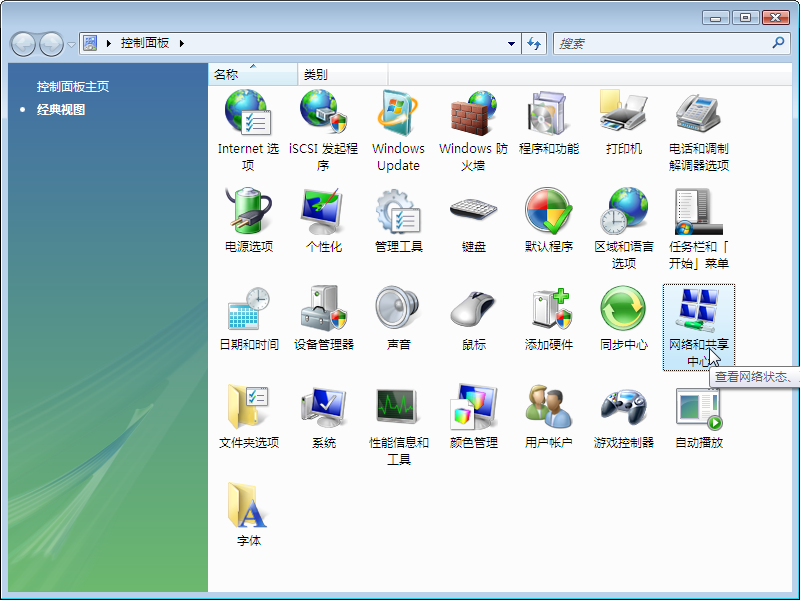 控制面板
搜索
控制面板主页
经典视图
名称
类别
Internet 选
项
iSCSI 发起程
序
Windows
Update
Windows 防
火墙
程序和功能
打印机
电话和调制
解调器选项
电源选项
个性化
管理工具
键盘
默认程序
区域和语言
选项
任务栏和「
开始」菜单
日期和时间
设备管理器
声音
鼠标
添加硬件
同步中心
网络和共享
中心
查看网络状态、
文件夹选项
系统
性能信息和
工具
颜色管理
用户帐户
游戏控制器
自动播放
字体